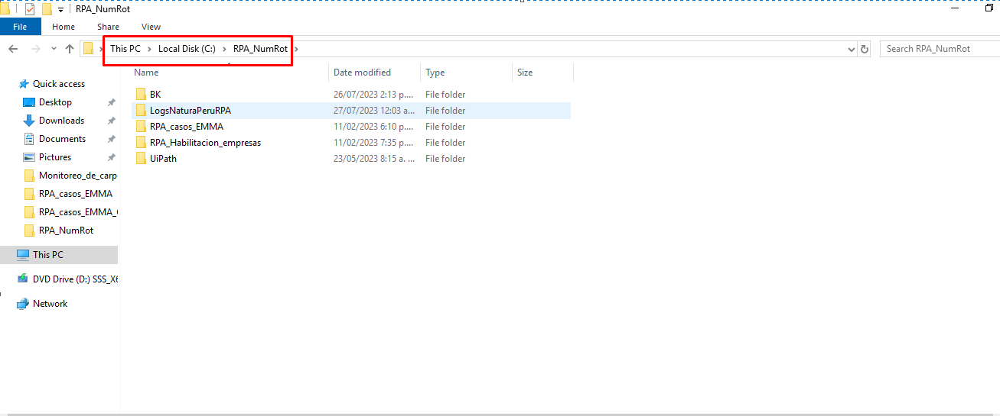 RPA_NumRot
File Home Share View
This PC Local Disk (C:) RPA_NumRot Search RPA_NumRot
Name Date modified Type Size
Quick access
Desktop
Downloads
Documents
Pictures
Monitoreo_de_carp
RPA_casos_EMMA
RPA_casos_EMMA_
RPA_NumRot
This PC
DVD Drive (D:) SSS_X6
Network
BK 26/07/2023 2:13 p.... File folder
LogsNaturaPeruRPA 27/07/2023 12:03 a... File folder
RPA_casos_EMMA 11/02/2023 6:10 p.... File folder
RPA_Habilitacion_empresas 11/02/2023 7:35 p.... File folder
UiPath 23/05/2023 8:15 a. ... File folder